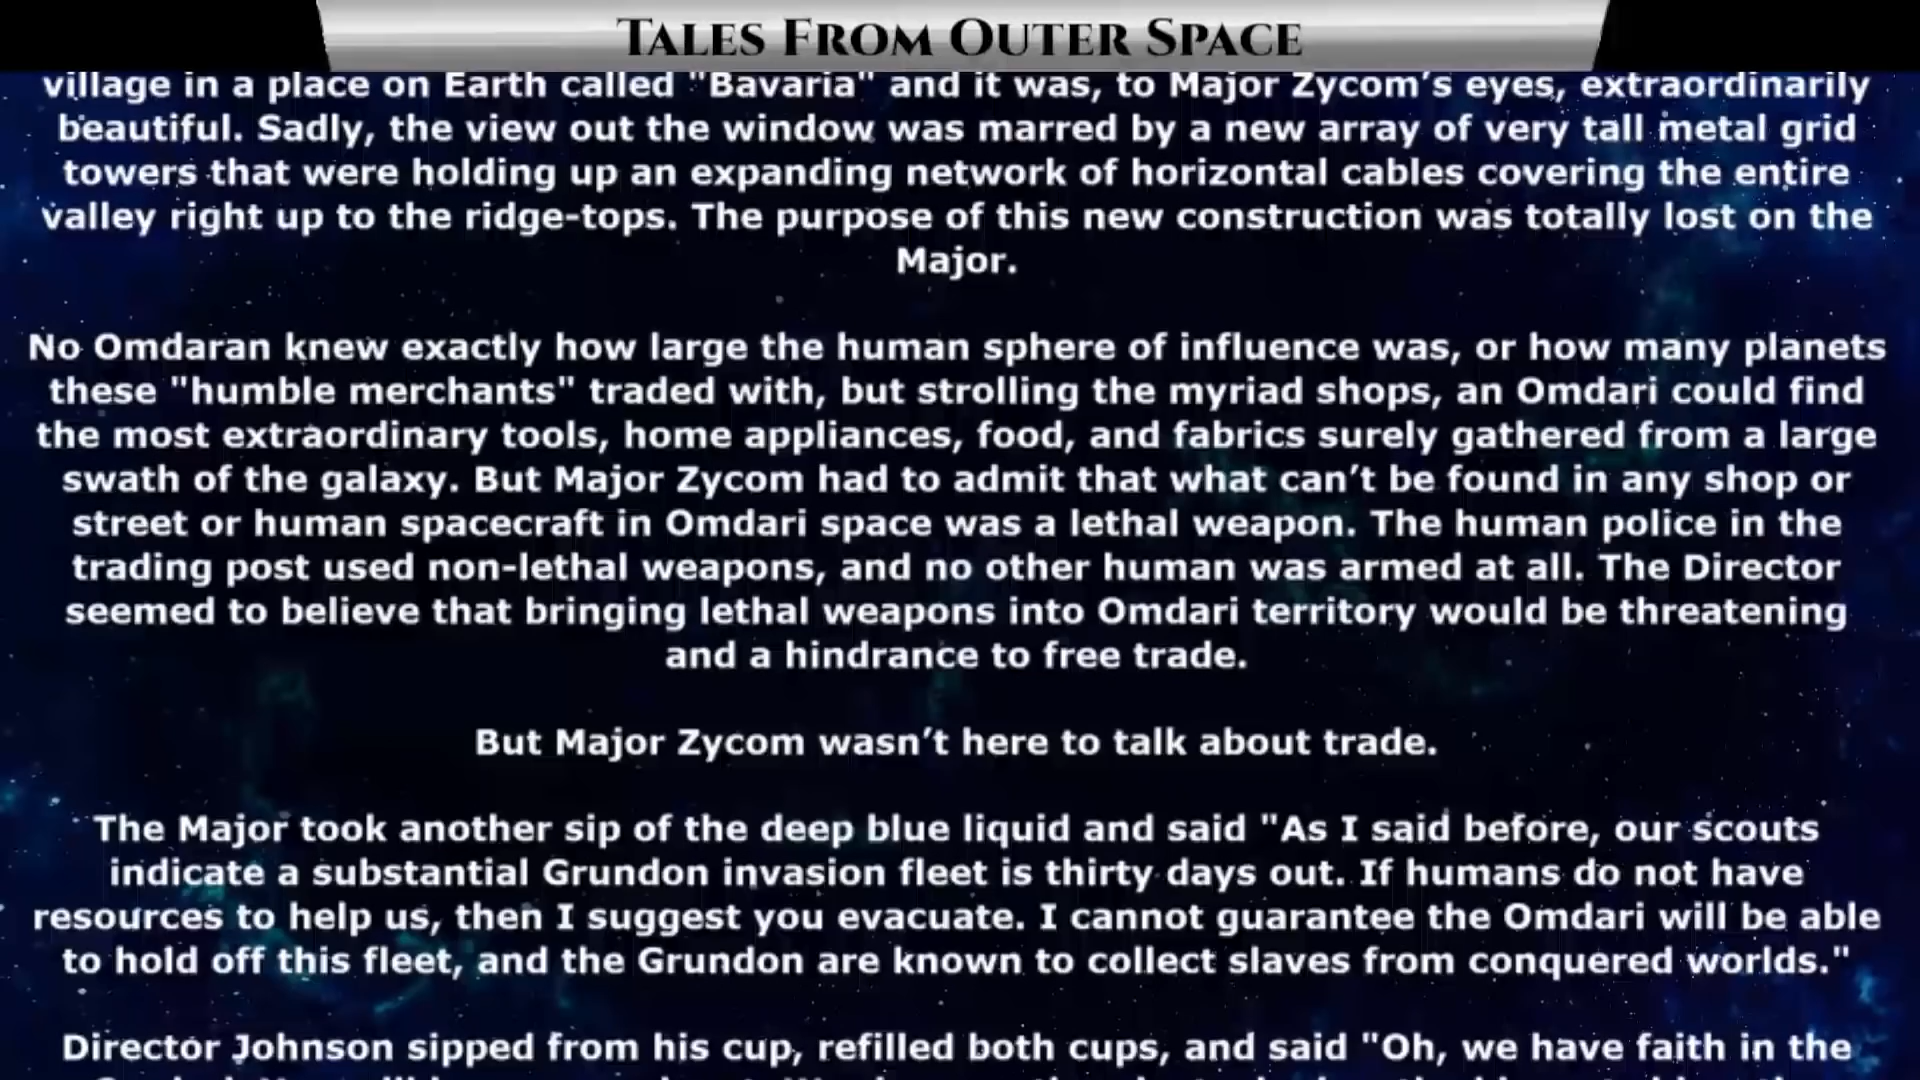 TALES FROM OUTER SPACE
village in a place on Earth called "Bavaria" and it was, to Major Zycom's eyes, extraordinarily
beautiful. Sadly, the view out the window was marred by a new array of very tall metal grid
towers that were holding up an expanding network of horizontal cables covering the entire
valley right up to the ridge-tops. The purpose of this new construction was totally lost on the
Major.
No Omdaran knew exactly how large the human sphere of influence was, or how many planets
these "humble merchants" traded with, but strolling the myriad shops, an Omdari could find
the most extraordinary tools, home appliances, food, and fabrics surely gathered from a large
swath of the galaxy. But Major Zycom had to admit that what can't be found in any shop or
street or human spacecraft in Omdari space was a lethal weapon. The human police in the
trading post used non-lethal weapons, and no other human was armed at all. The Director
seemed to believe that bringing lethal weapons into Omdari territory would be threatening
and a hindrance to free trade.
But Major Zycom wasn't here to talk about trade.
The Major took another sip of the deep blue liquid and said "As I said before, our scouts
indicate a substantial Grundon invasion fleet is thirty days out. If humans do not have
resources to help us, then I suggest you evacuate. I cannot guarantee the Omdari will be able
to hold off this fleet, and the Grundon are known to collect slaves from conquered worlds."
Director Johnson sipped from his cup, refilled both cups, and said "Oh, we have faith in the